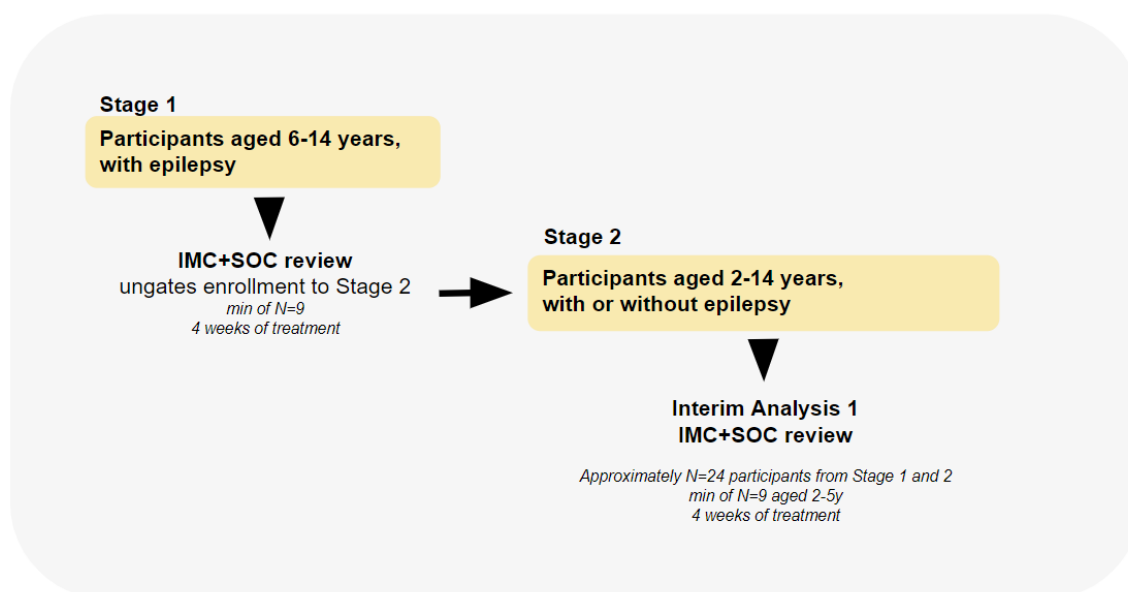 Stage 1
Participants aged 6-14 years,
with epilepsy
IMC+SOC review
ungates enrollment to Stage 2
min of N=9
4 weeks of treatment
Stage 2
Participants aged 2-14 years,
with or without epilepsy
Interim Analysis 1
IMC+SOC review
Approximately N=24 participants from Stage 1 and 2
min of N=9 aged 2-5y
4 weeks of treatment